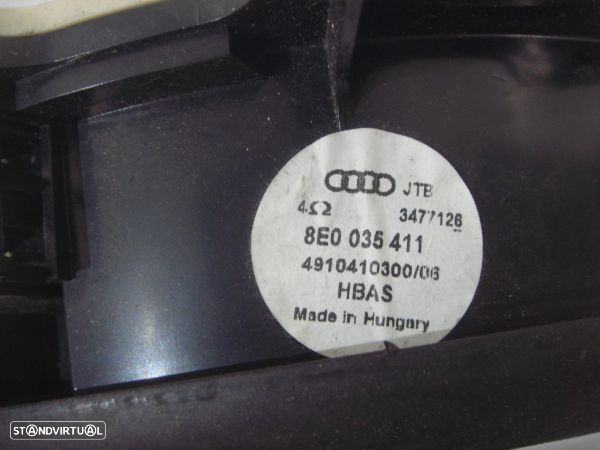 JTB
4Ω 3477126
8E0 035 411
4910410300/06
HBAS
Made in Hungary
STANDVIRTUAL